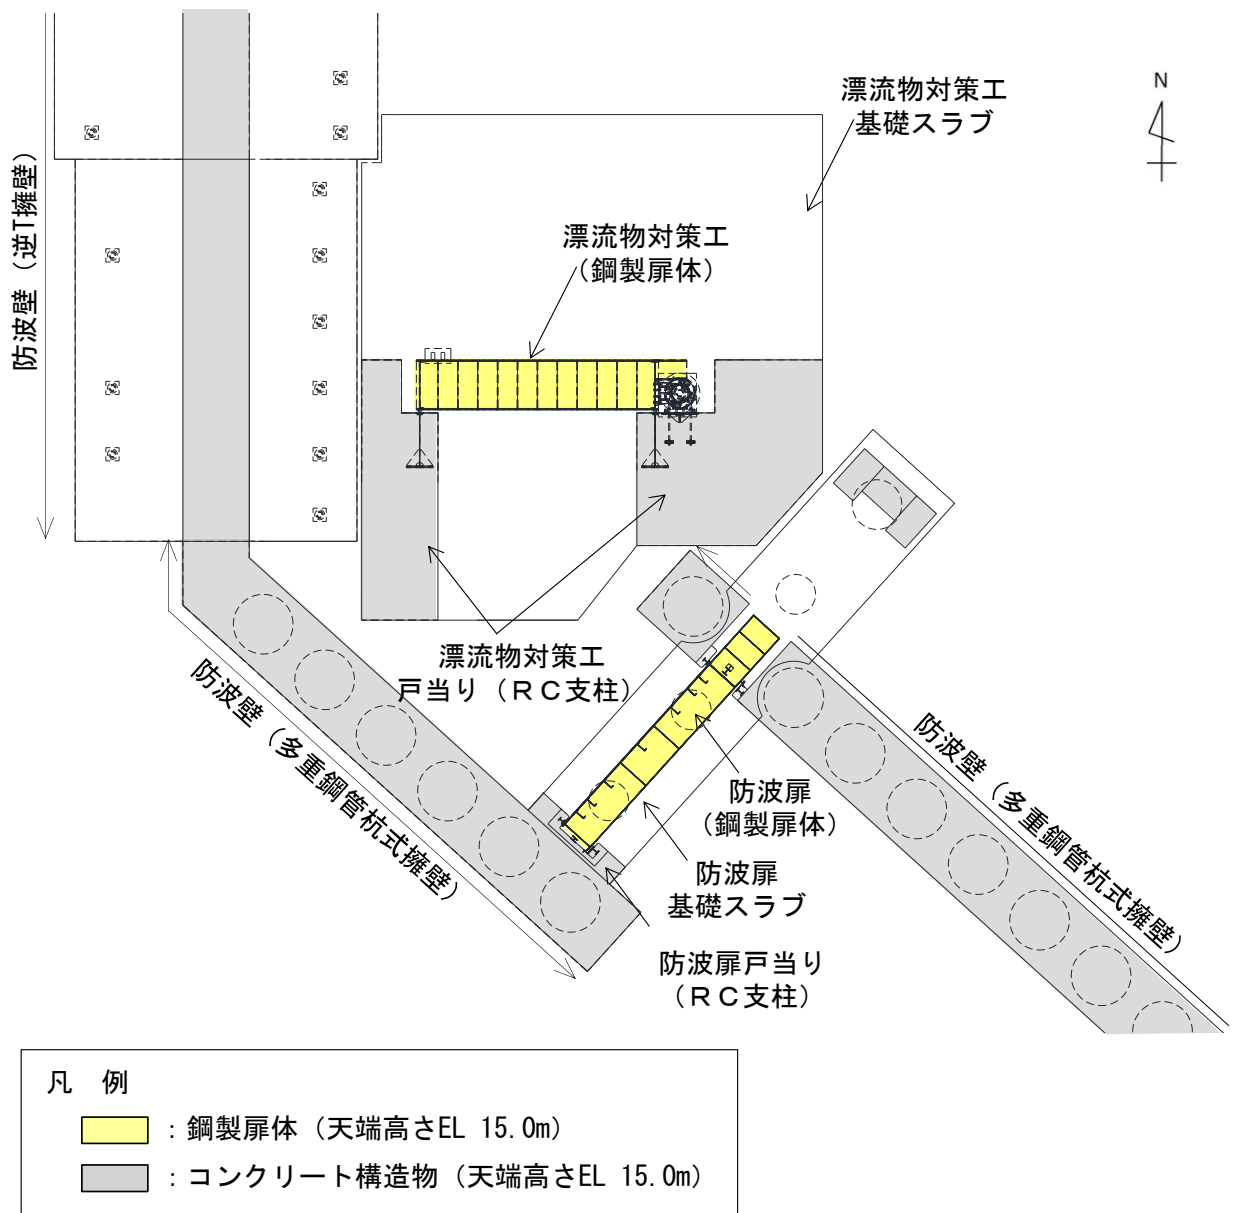 N
漂流物対策工
基礎スラブ
漂流物対策工
（鋼製扉体）
防波壁（逆T擁壁）
漂流物対策工
戸当り（ＲＣ支柱）
防波壁（多重鋼管杭式擁壁）
防波壁（多重鋼管杭式擁壁）
防波扉
（鋼製扉体）
防波扉
基礎スラブ
防波扉戸当り
（ＲＣ支柱）
凡　例
：鋼製扉体（天端高さEL 15.0m）
：コンクリート構造物（天端高さEL 15.0m）